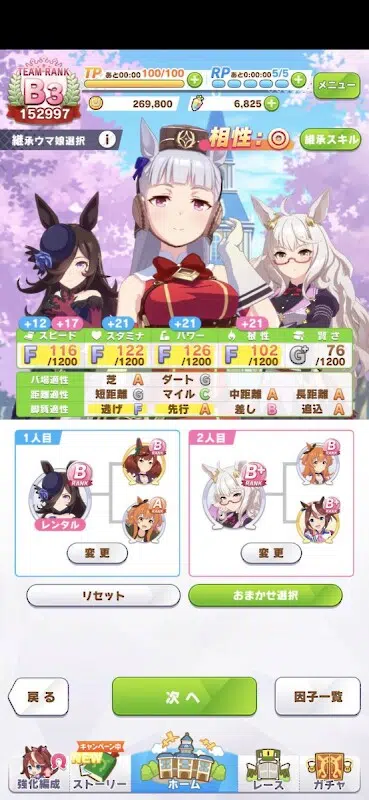 TEAM RANK
B3
152997
TP あと00:00 100/100
RP あと0:00:00 5/5
メニュー
269,800
6,825
継承ウマ娘選択 i
相性:◎
継承スキル
+12 +17 +21 +21 +21
スピード スタミナ パワー 根性 賢さ
F 116 /1200 F 122 /1200 F 126 /1200 F 102 /1200 G+ 76 /1200
バ場適性 芝 A ダート G
距離適性 短距離 G マイル C 中距離 A 長距離 A
脚質適性 逃げ F 先行 A 差し B 追込 A
1人目
B RANK
レンタル
B RANK
A RANK
変更
2人目
B+ RANK
B RANK
B+ RANK
変更
リセット
おまかせ選択
戻る
次へ
因子一覧
キャンペーン中
NEW
強化編成
ストーリー
ホーム
レース
ガチャ